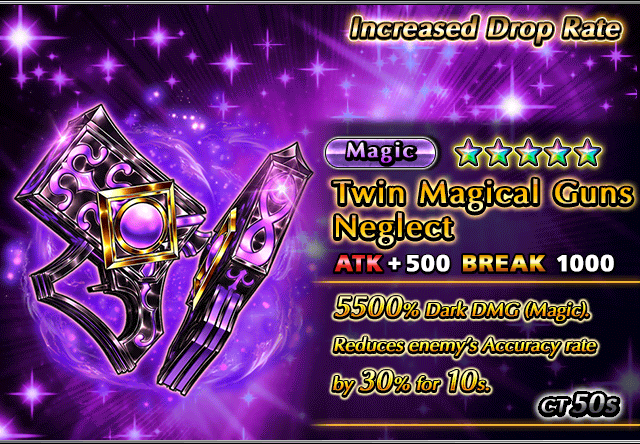 Increased Drop Rate
Magic
Twin Magical Guns
Neglect
ATK +500 BREAK 1000
5500% Dark DMG (Magic).
Reduces enemy's Accuracy rate
by 30% for 10s.
CT 50s